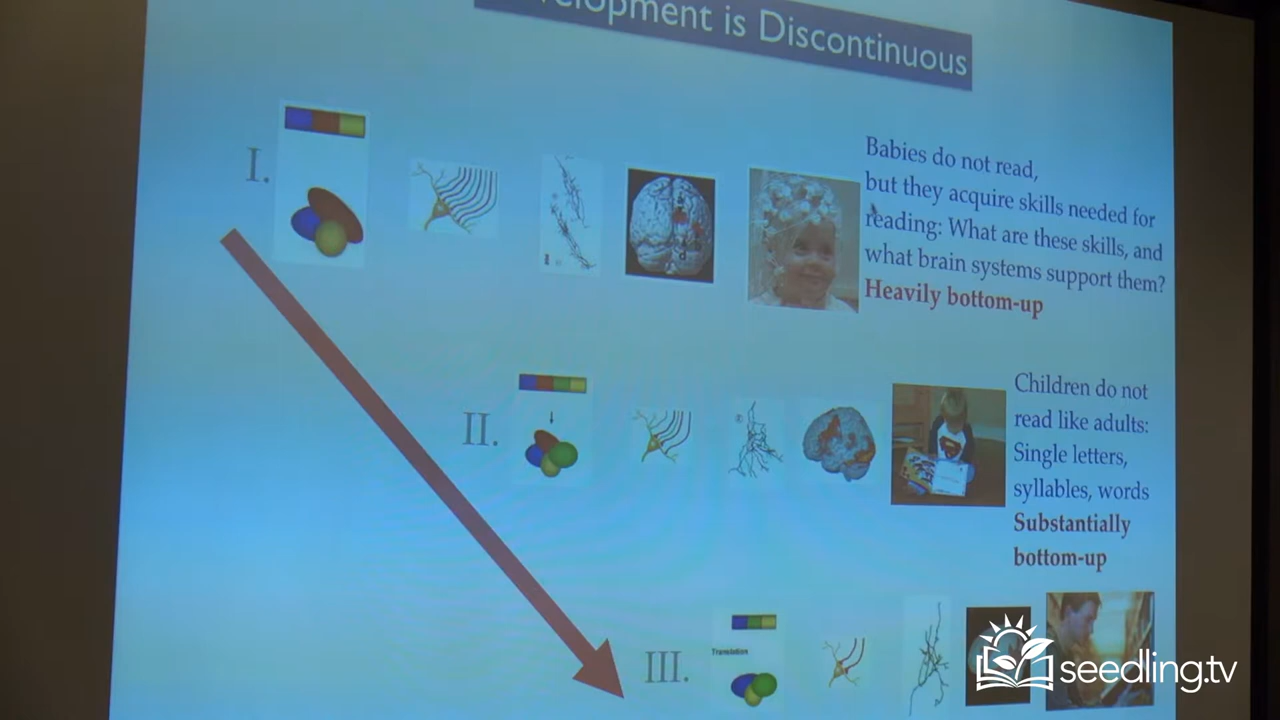 elopment is Discontinuous
I.
Babies do not read,
but they acquire skills needed for
reading: What are these skills, and
what brain systems support them?
Heavily bottom-up
II.
Children do not
read like adults:
Single letters,
syllables, words
Substantially
bottom-up
III.
Translation
seedling.tv